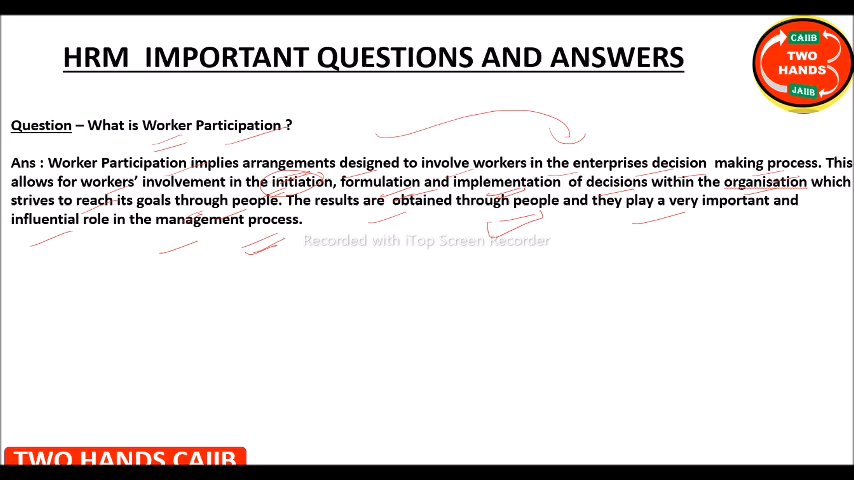 HRM IMPORTANT QUESTIONS AND ANSWERS
CAIIB
TWO
HANDS
JAIIB
Question – What is Worker Participation ?
Ans : Worker Participation implies arrangements designed to involve workers in the enterprises decision making process. This
allows for workers’ involvement in the initiation, formulation and implementation of decisions within the organisation which
strives to reach its goals through people. The results are obtained through people and they play a very important and
influential role in the management process.
Recorded with iTop Screen Recorder
TWO HANDS CAIIB